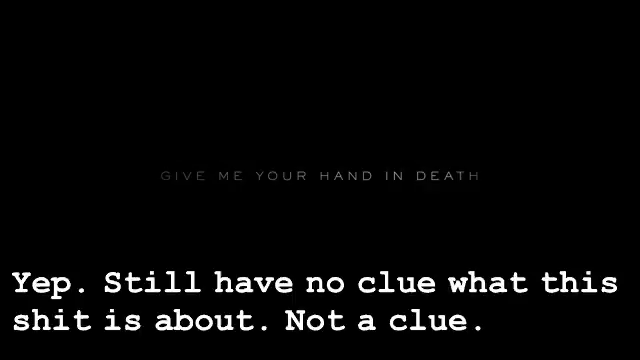 GIVE ME YOUR HAND IN DEATH
Yep. Still have no clue what this
shit is about. Not a clue.